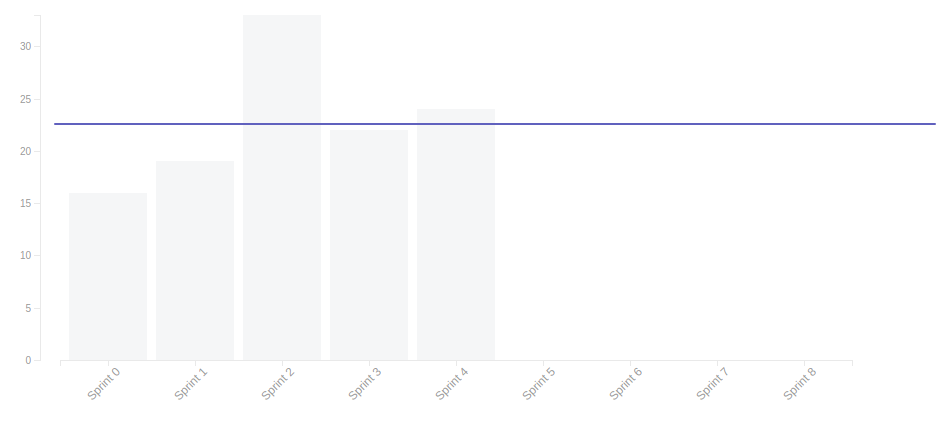 30
25
20
15
10
5
0
Sprint 0
Sprint 1
Sprint 2
Sprint 3
Sprint 4
Sprint 5
Sprint 6
Sprint 7
Sprint 8